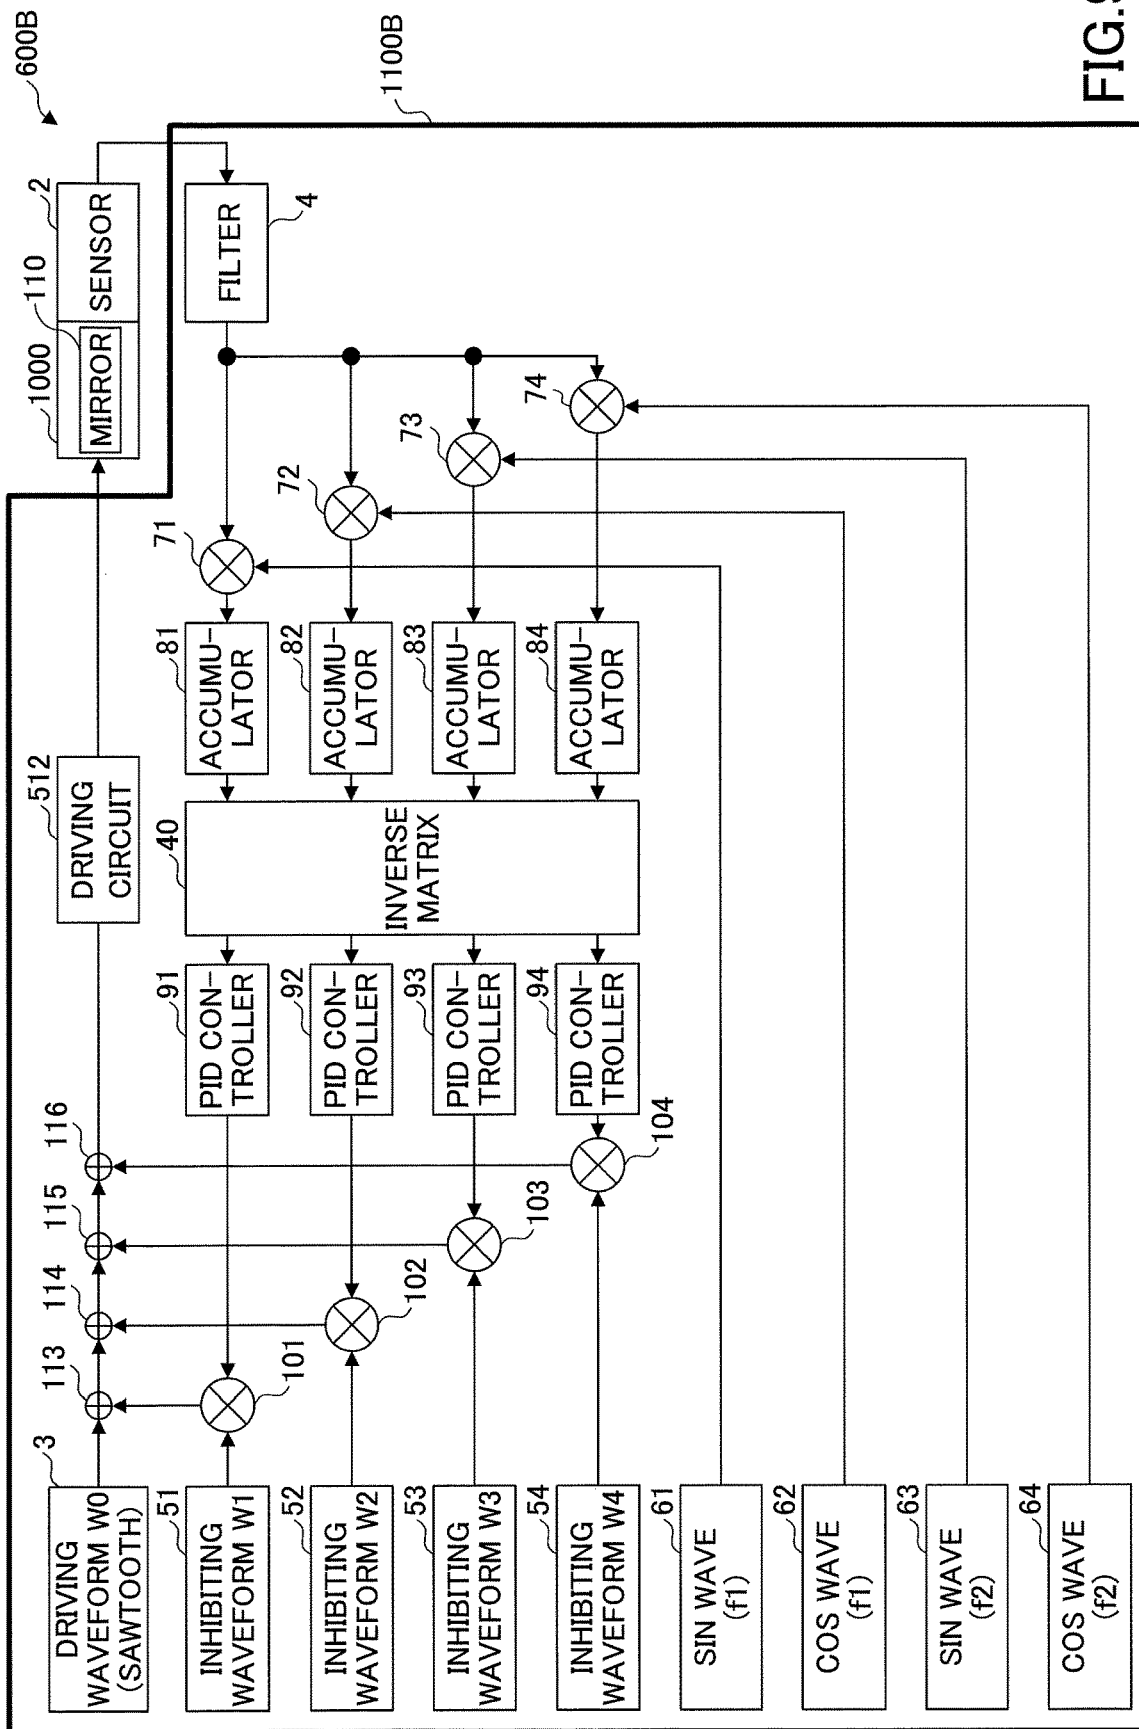 600B
1100B
DRIVING
WAVEFORM W0
(SAWTOOTH)
3
113
114
115
116
DRIVING
CIRCUIT
512
1000
MIRROR
110
SENSOR
2
INHIBITING
WAVEFORM W1
51
101
PID CON-
TROLLER
91
INVERSE
MATRIX
40
ACCUMU-
LATOR
81
71
FILTER
4
INHIBITING
WAVEFORM W2
52
102
PID CON-
TROLLER
92
ACCUMU-
LATOR
82
72
INHIBITING
WAVEFORM W3
53
103
PID CON-
TROLLER
93
ACCUMU-
LATOR
83
73
INHIBITING
WAVEFORM W4
54
104
PID CON-
TROLLER
94
ACCUMU-
LATOR
84
74
SIN WAVE
(f1)
61
COS WAVE
(f1)
62
SIN WAVE
(f2)
63
COS WAVE
(f2)
64